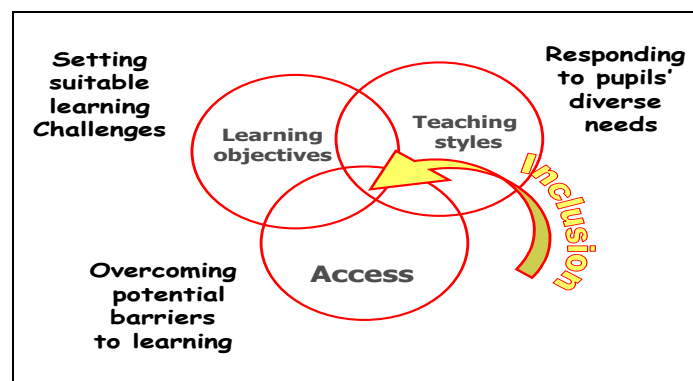 Setting
suitable
learning
Challenges
Responding
to pupils’
diverse
needs
Learning
objectives
Teaching
styles
Inclusion
Access
Overcoming
potential
barriers
to learning